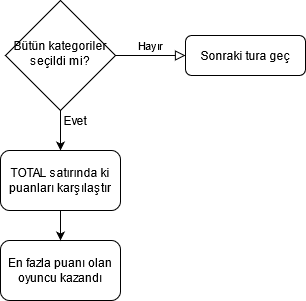 Bütün kategoriler
seçildi mi?
Hayır
Sonraki tura geç
Evet
TOTAL satırında ki
puanları karşılaştır
En fazla puanı olan
oyuncu kazandı